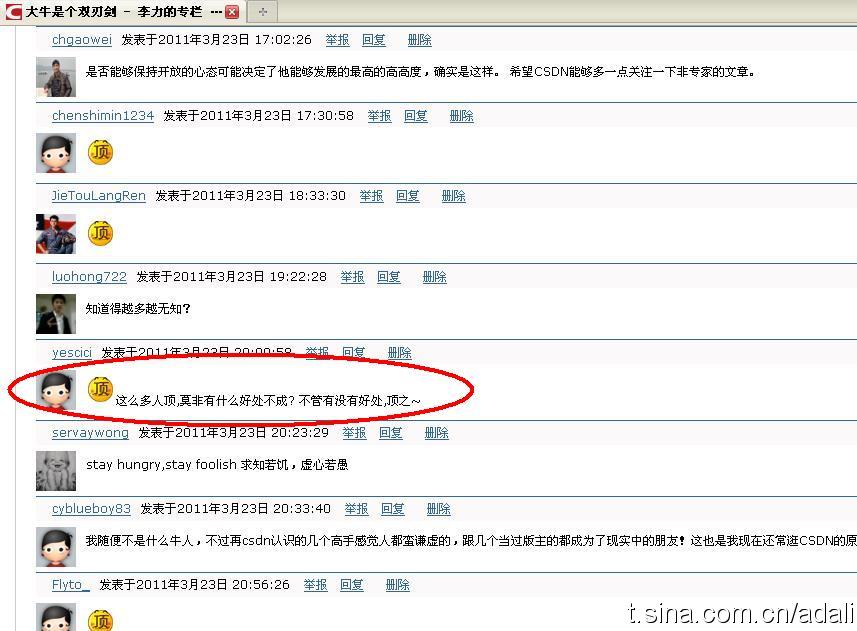 大牛是个双刃剑 - 李力的专栏 ...
chgaowei 发表于2011年3月23日 17:02:26 举报 回复 删除
是否能够保持开放的心态可能决定了他能够发展的最高的高高度，确实是这样。 希望CSDN能够多一点关注一下非专家的文章。
chenshimin1234 发表于2011年3月23日 17:30:58 举报 回复 删除
顶
JieTouLangRen 发表于2011年3月23日 18:33:30 举报 回复 删除
顶
luohong722 发表于2011年3月23日 19:22:28 举报 回复 删除
知道得越多越无知？
yescici 发表于2011年3月23日 20:00:58 举报 回复 删除
顶 这么多人顶,莫非有什么好处不成？不管有没有好处,顶之~
servaywong 发表于2011年3月23日 20:23:29 举报 回复 删除
stay hungry,stay foolish 求知若饥，虚心若愚
cyblueboy83 发表于2011年3月23日 20:33:40 举报 回复 删除
我随便不是什么牛人，不过再csdn认识的几个高手感觉人都蛮谦虚的，跟几个当过版主的都成为了现实中的朋友！这也是我现在还常逛CSDN的原
Flyto_ 发表于2011年3月23日 20:56:26 举报 回复 删除
顶
t.sina.com.cn/adali